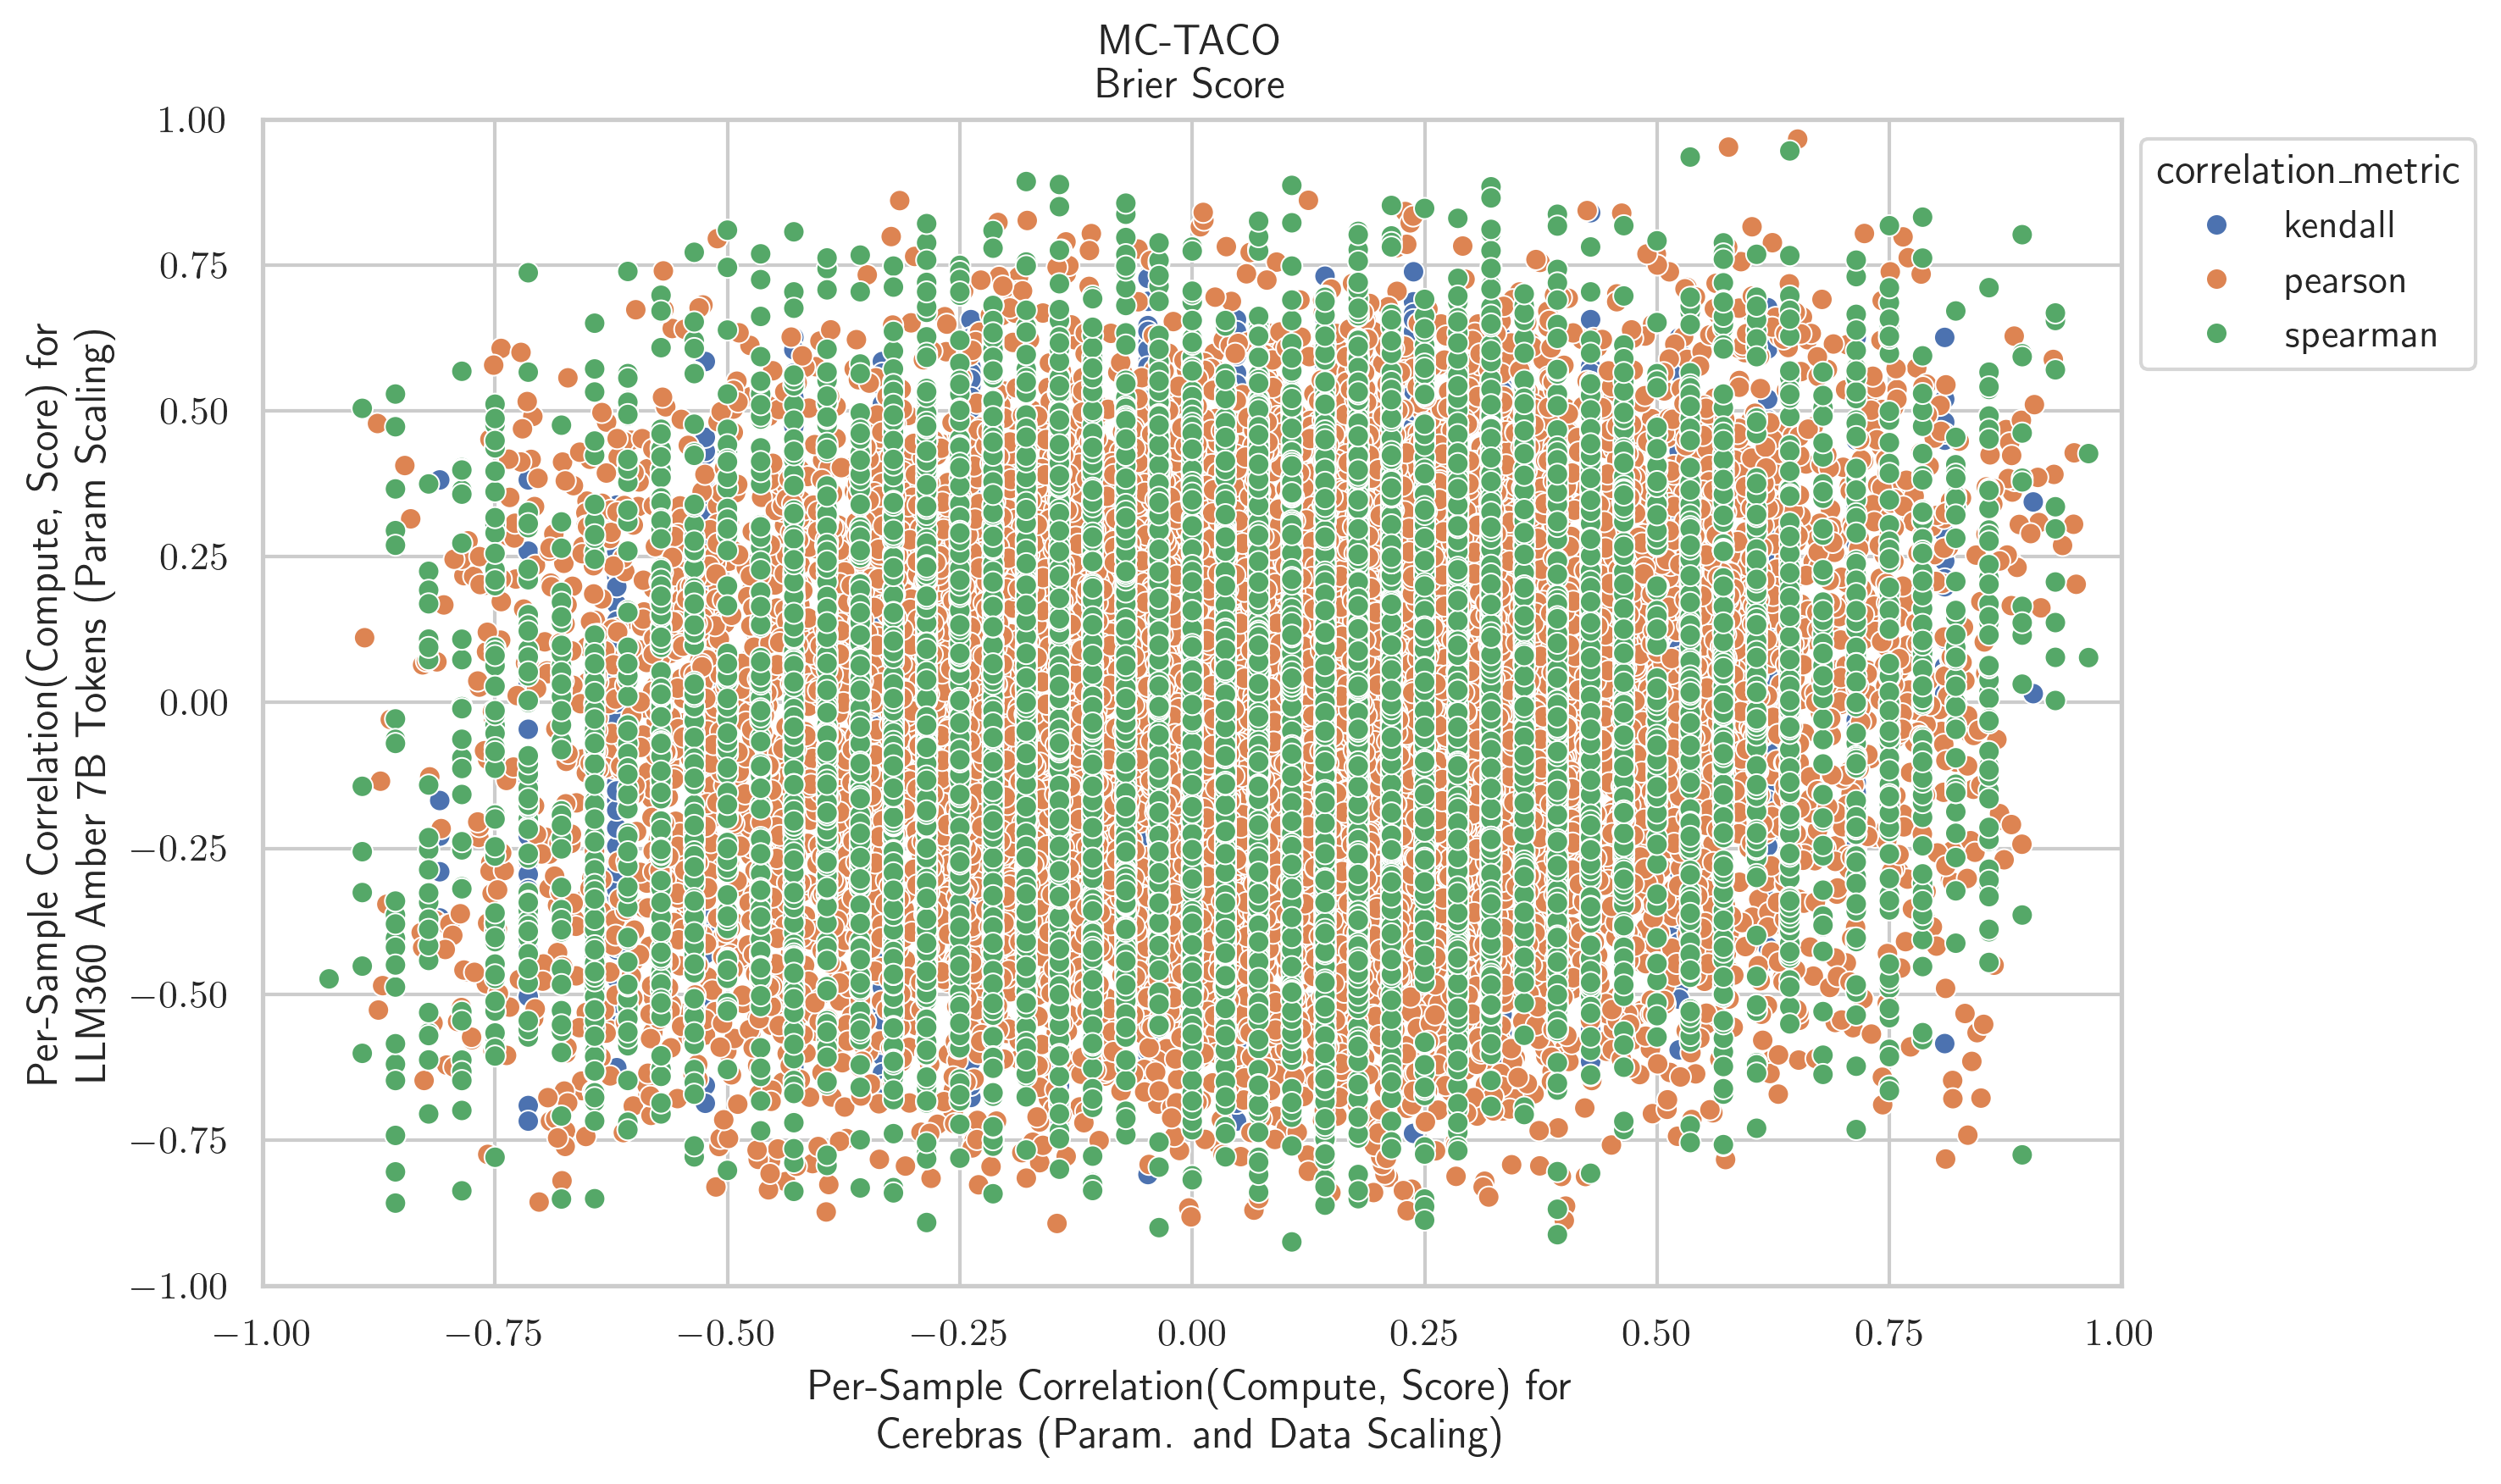 MC-TACO
Brier Score
Per-Sample Correlation(Compute, Score) for
LLM360 Amber 7B Tokens (Param Scaling)
1.00
0.75
0.50
0.25
0.00
−0.25
−0.50
−0.75
−1.00
−1.00 −0.75 −0.50 −0.25 0.00 0.25 0.50 0.75 1.00
Per-Sample Correlation(Compute, Score) for
Cerebras (Param. and Data Scaling)
correlation_metric
kendall
pearson
spearman